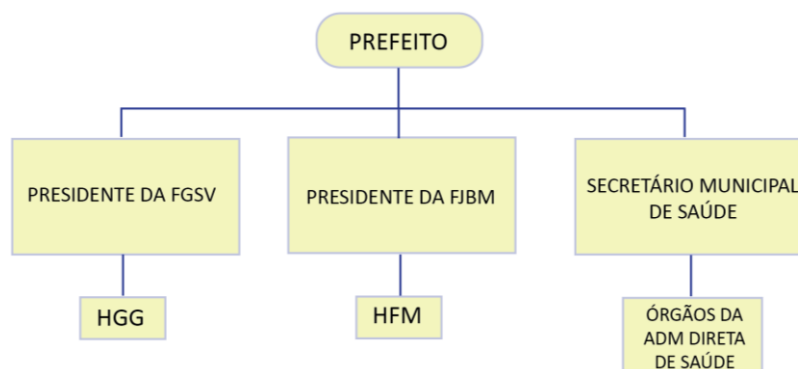 PREFEITO
PRESIDENTE DA FGSV
PRESIDENTE DA FJBM
SECRETÁRIO MUNICIPAL
DE SAÚDE
HGG
HFM
ÓRGÃOS DA
ADM DIRETA
DE SAÚDE